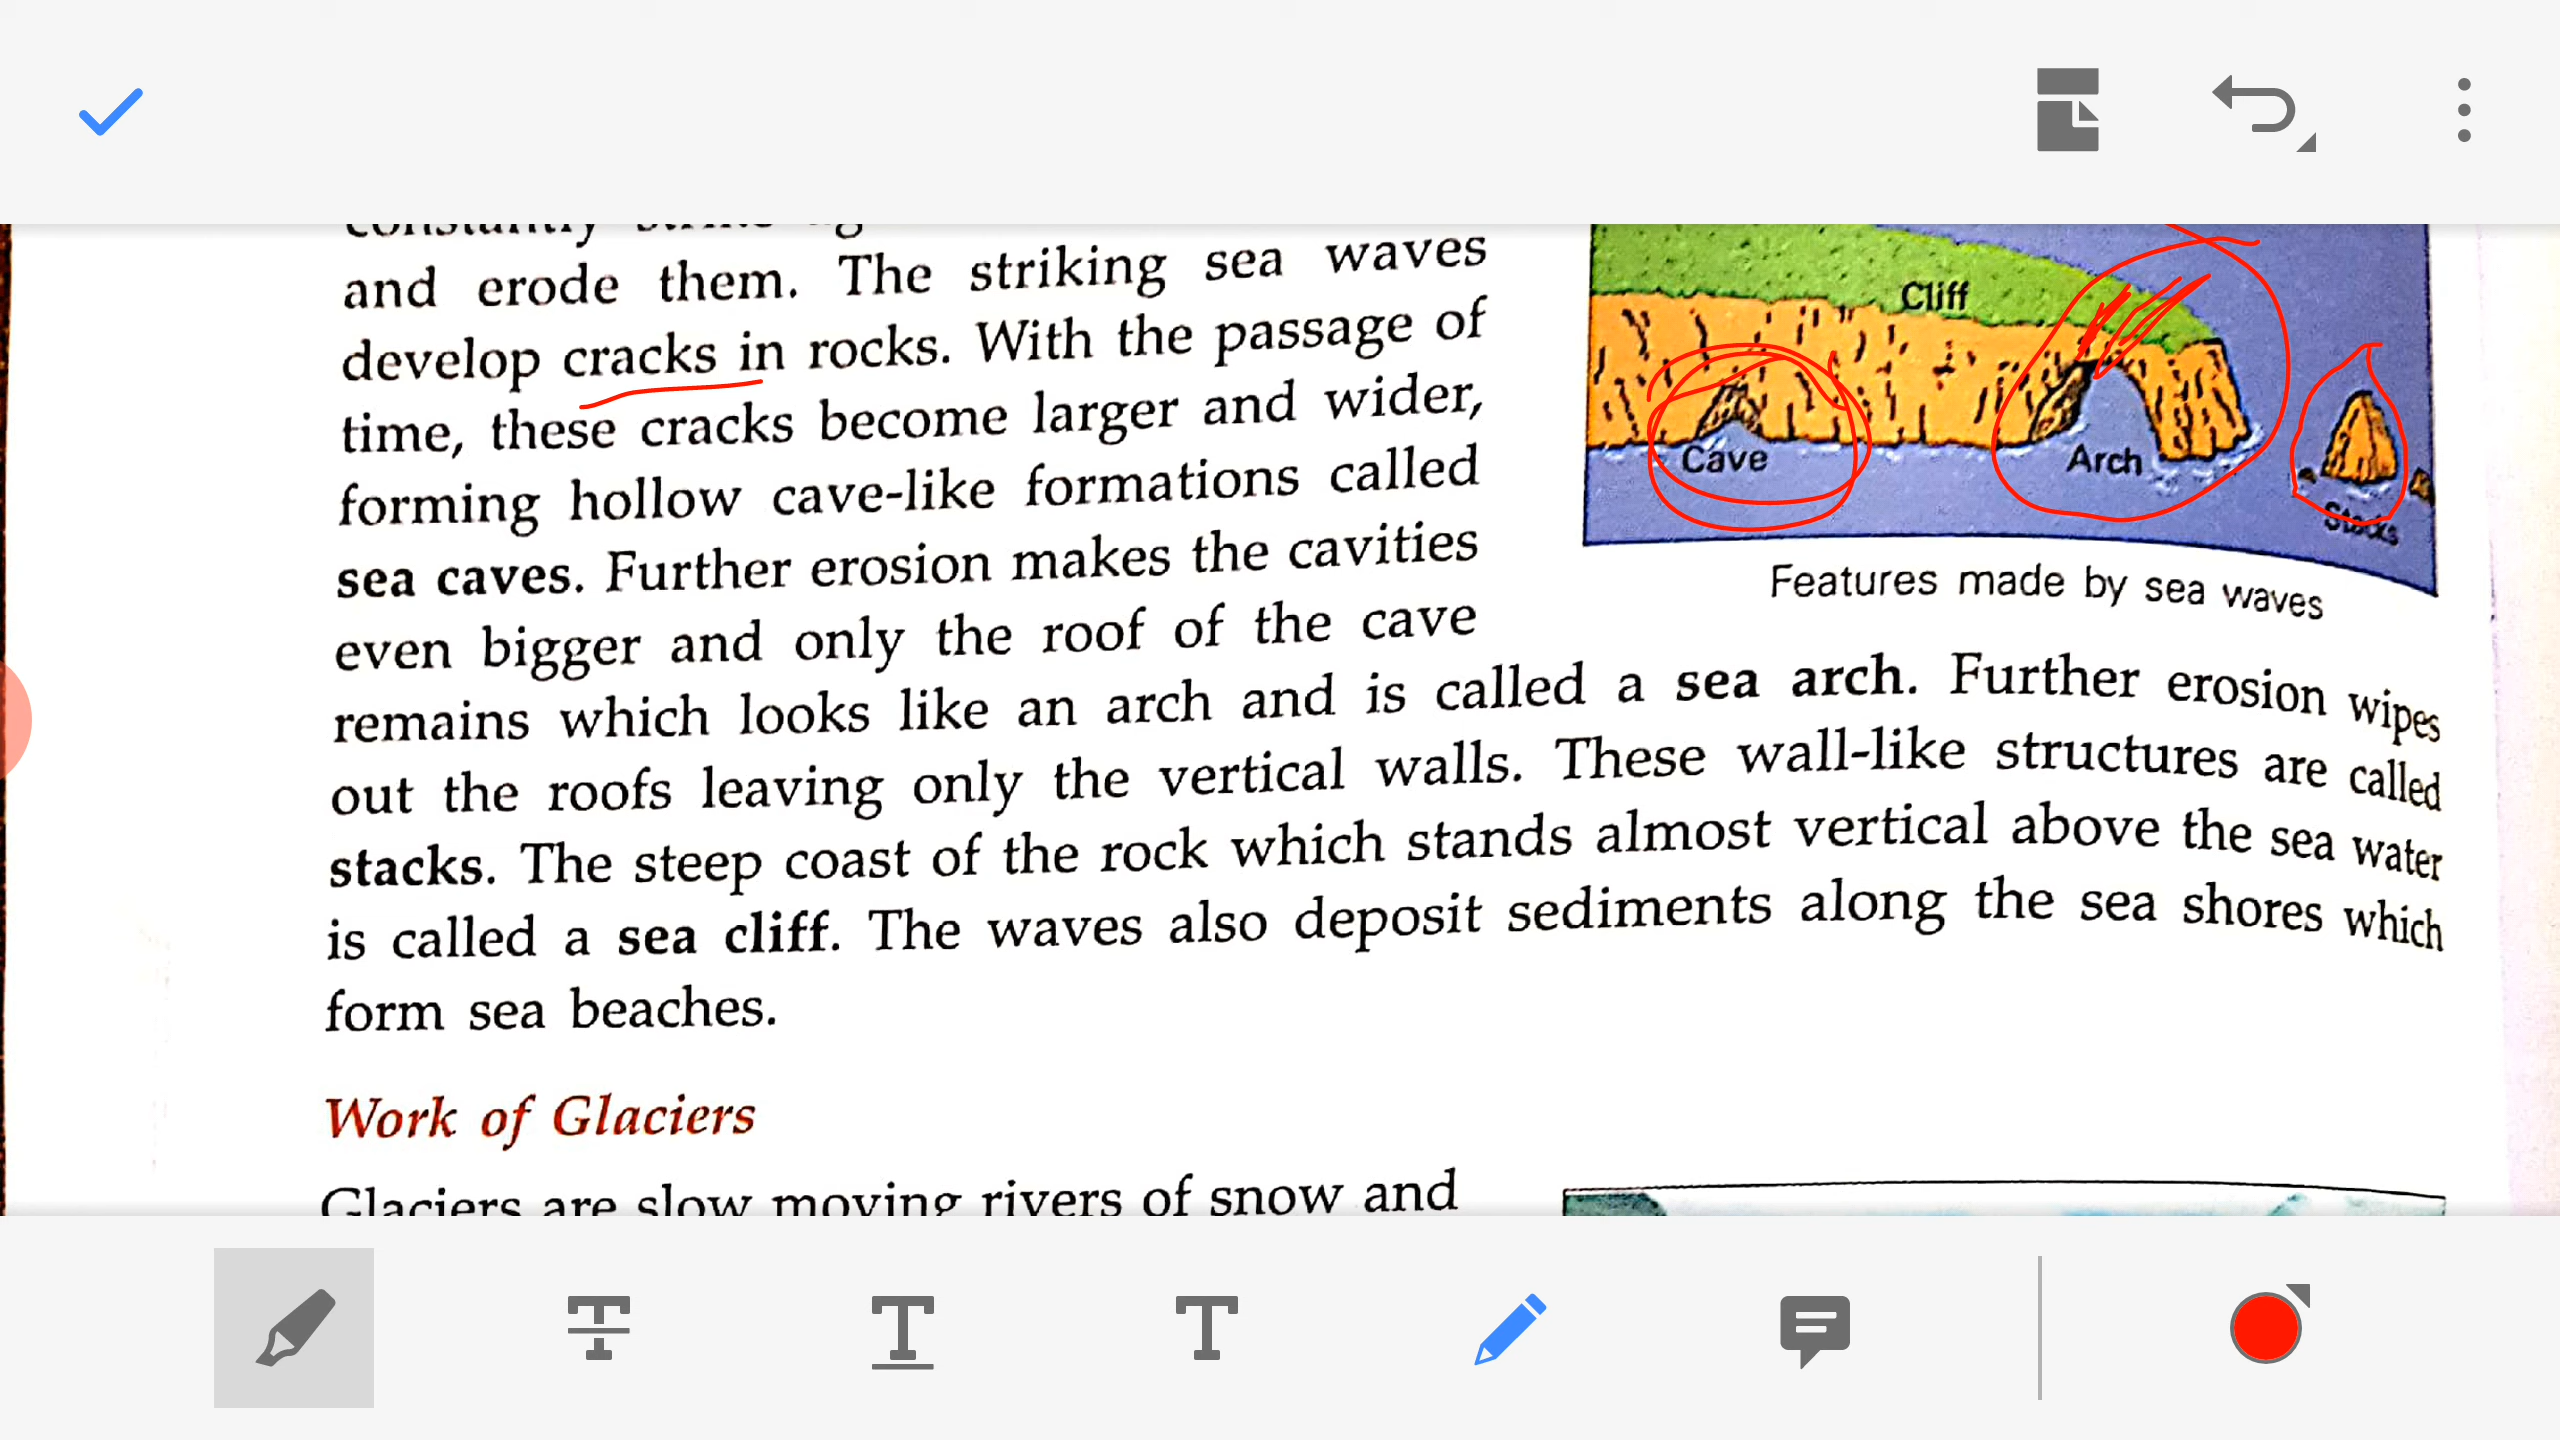 and erode them. The striking sea waves
develop cracks in rocks. With the passage of
time, these cracks become larger and wider,
forming hollow cave-like formations called
sea caves. Further erosion makes the cavities
even bigger and only the roof of the cave
remains which looks like an arch and is called a sea arch. Further erosion wipes
out the roofs leaving only the vertical walls. These wall-like structures are called
stacks. The steep coast of the rock which stands almost vertical above the sea water
is called a sea cliff. The waves also deposit sediments along the sea shores which
form sea beaches.
Cliff
Cave
Arch
Stacks
Features made by sea waves
Work of Glaciers
Glaciers are slow moving rivers of snow and